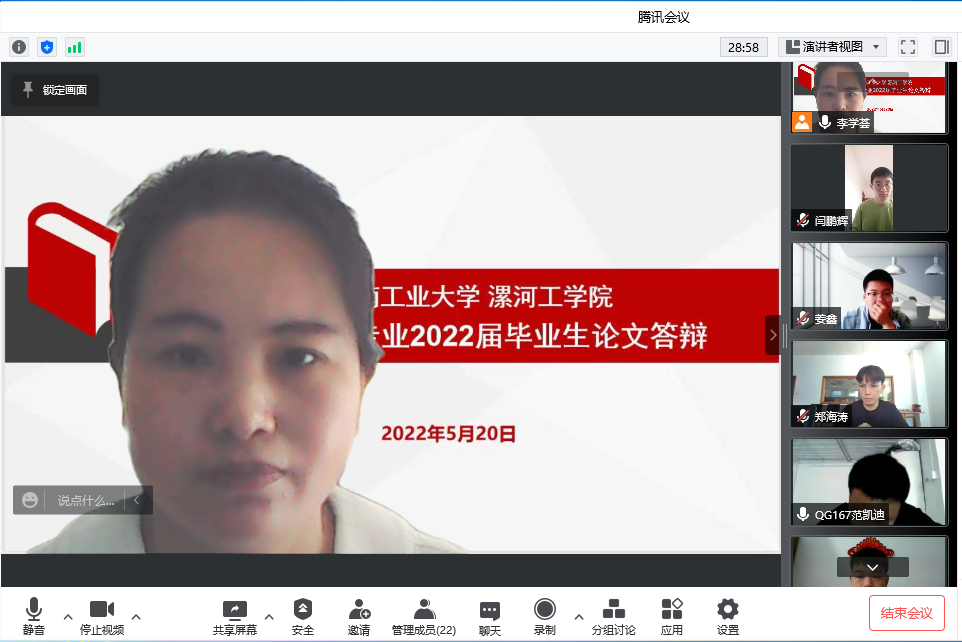 腾讯会议
28:58
演讲者视图
锁定画面
工业大学 漯河工学院
业2022届毕业生论文答辩
2022年5月20日
说点什么...
李学荃
闫鹏辉
姜鑫
郑海涛
QG167范凯迪
静音
停止视频
共享屏幕
安全
邀请
管理成员(22)
聊天
录制
分组讨论
应用
设置
结束会议